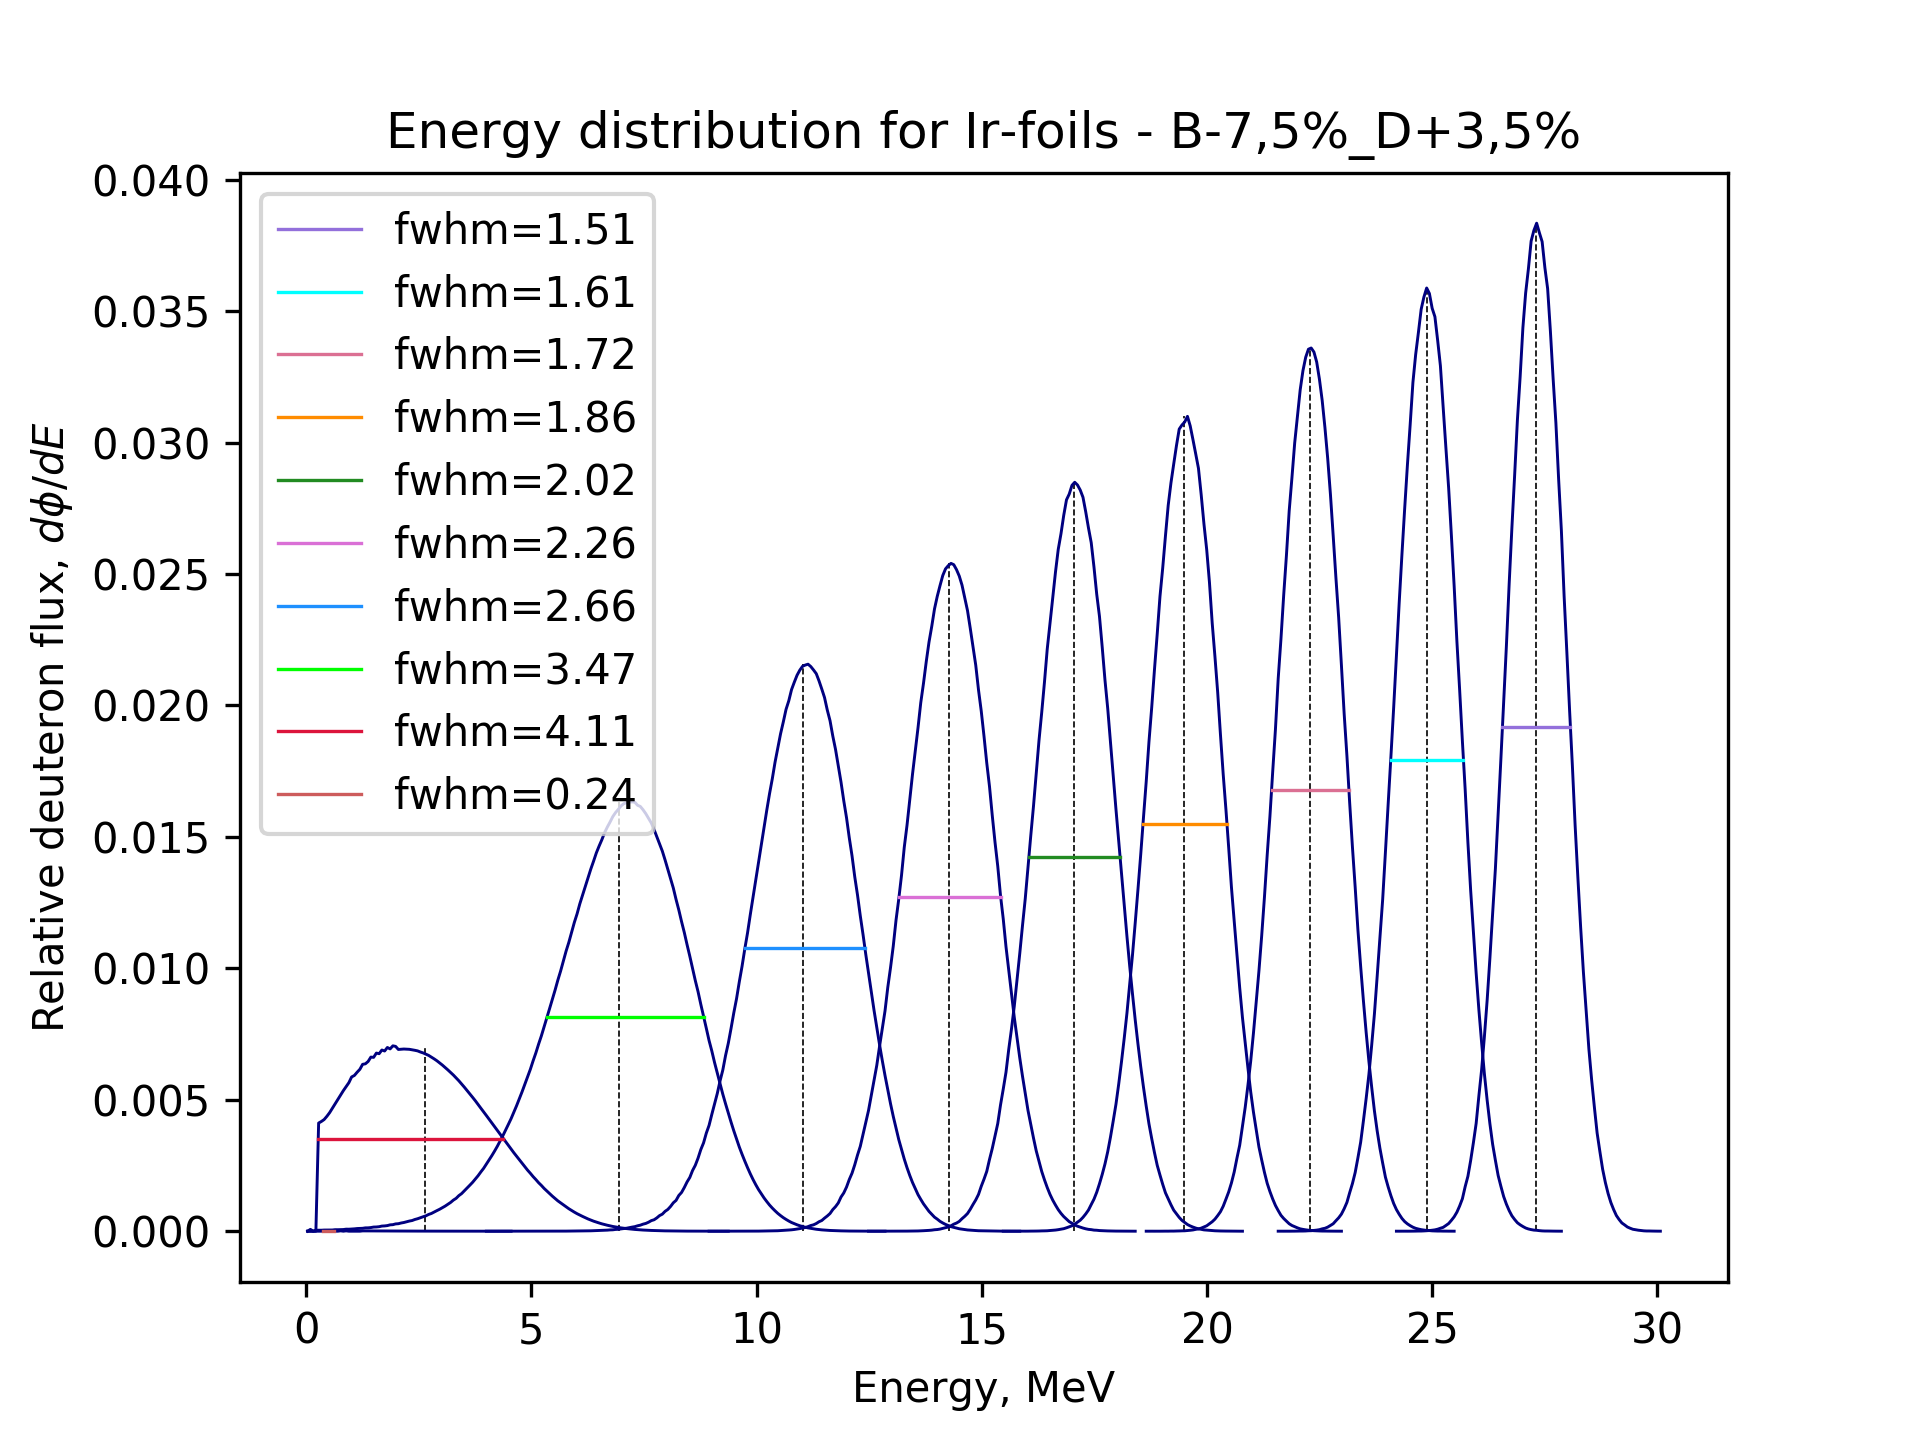 Energy distribution for Ir-foils - B-7,5%_D+3,5%
0.040
0.035
0.030
0.025
0.020
0.015
0.010
0.005
0.000
Relative deuteron flux, dϕ/dE
fwhm=1.51
fwhm=1.61
fwhm=1.72
fwhm=1.86
fwhm=2.02
fwhm=2.26
fwhm=2.66
fwhm=3.47
fwhm=4.11
fwhm=0.24
0 5 10 15 20 25 30
Energy, MeV